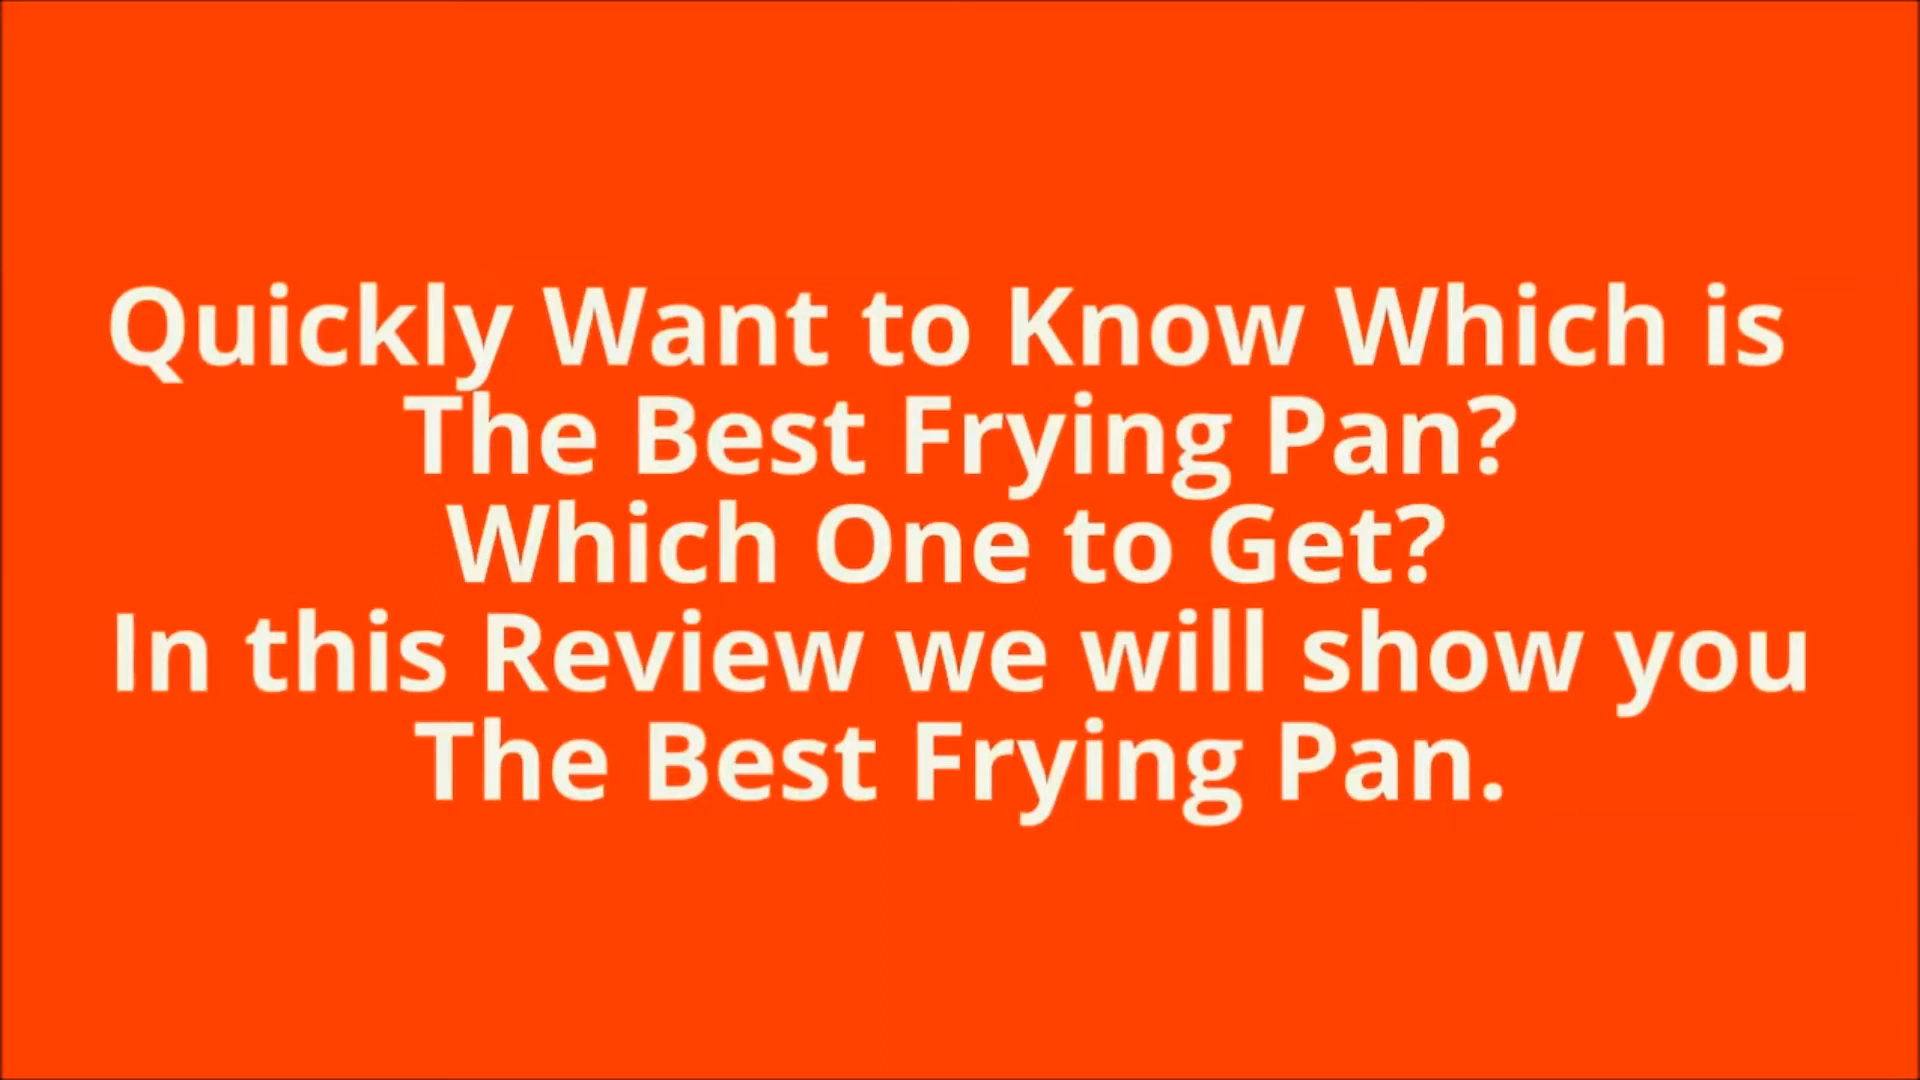 Quickly Want to Know Which is
The Best Frying Pan?
Which One to Get?
In this Review we will show you
The Best Frying Pan.